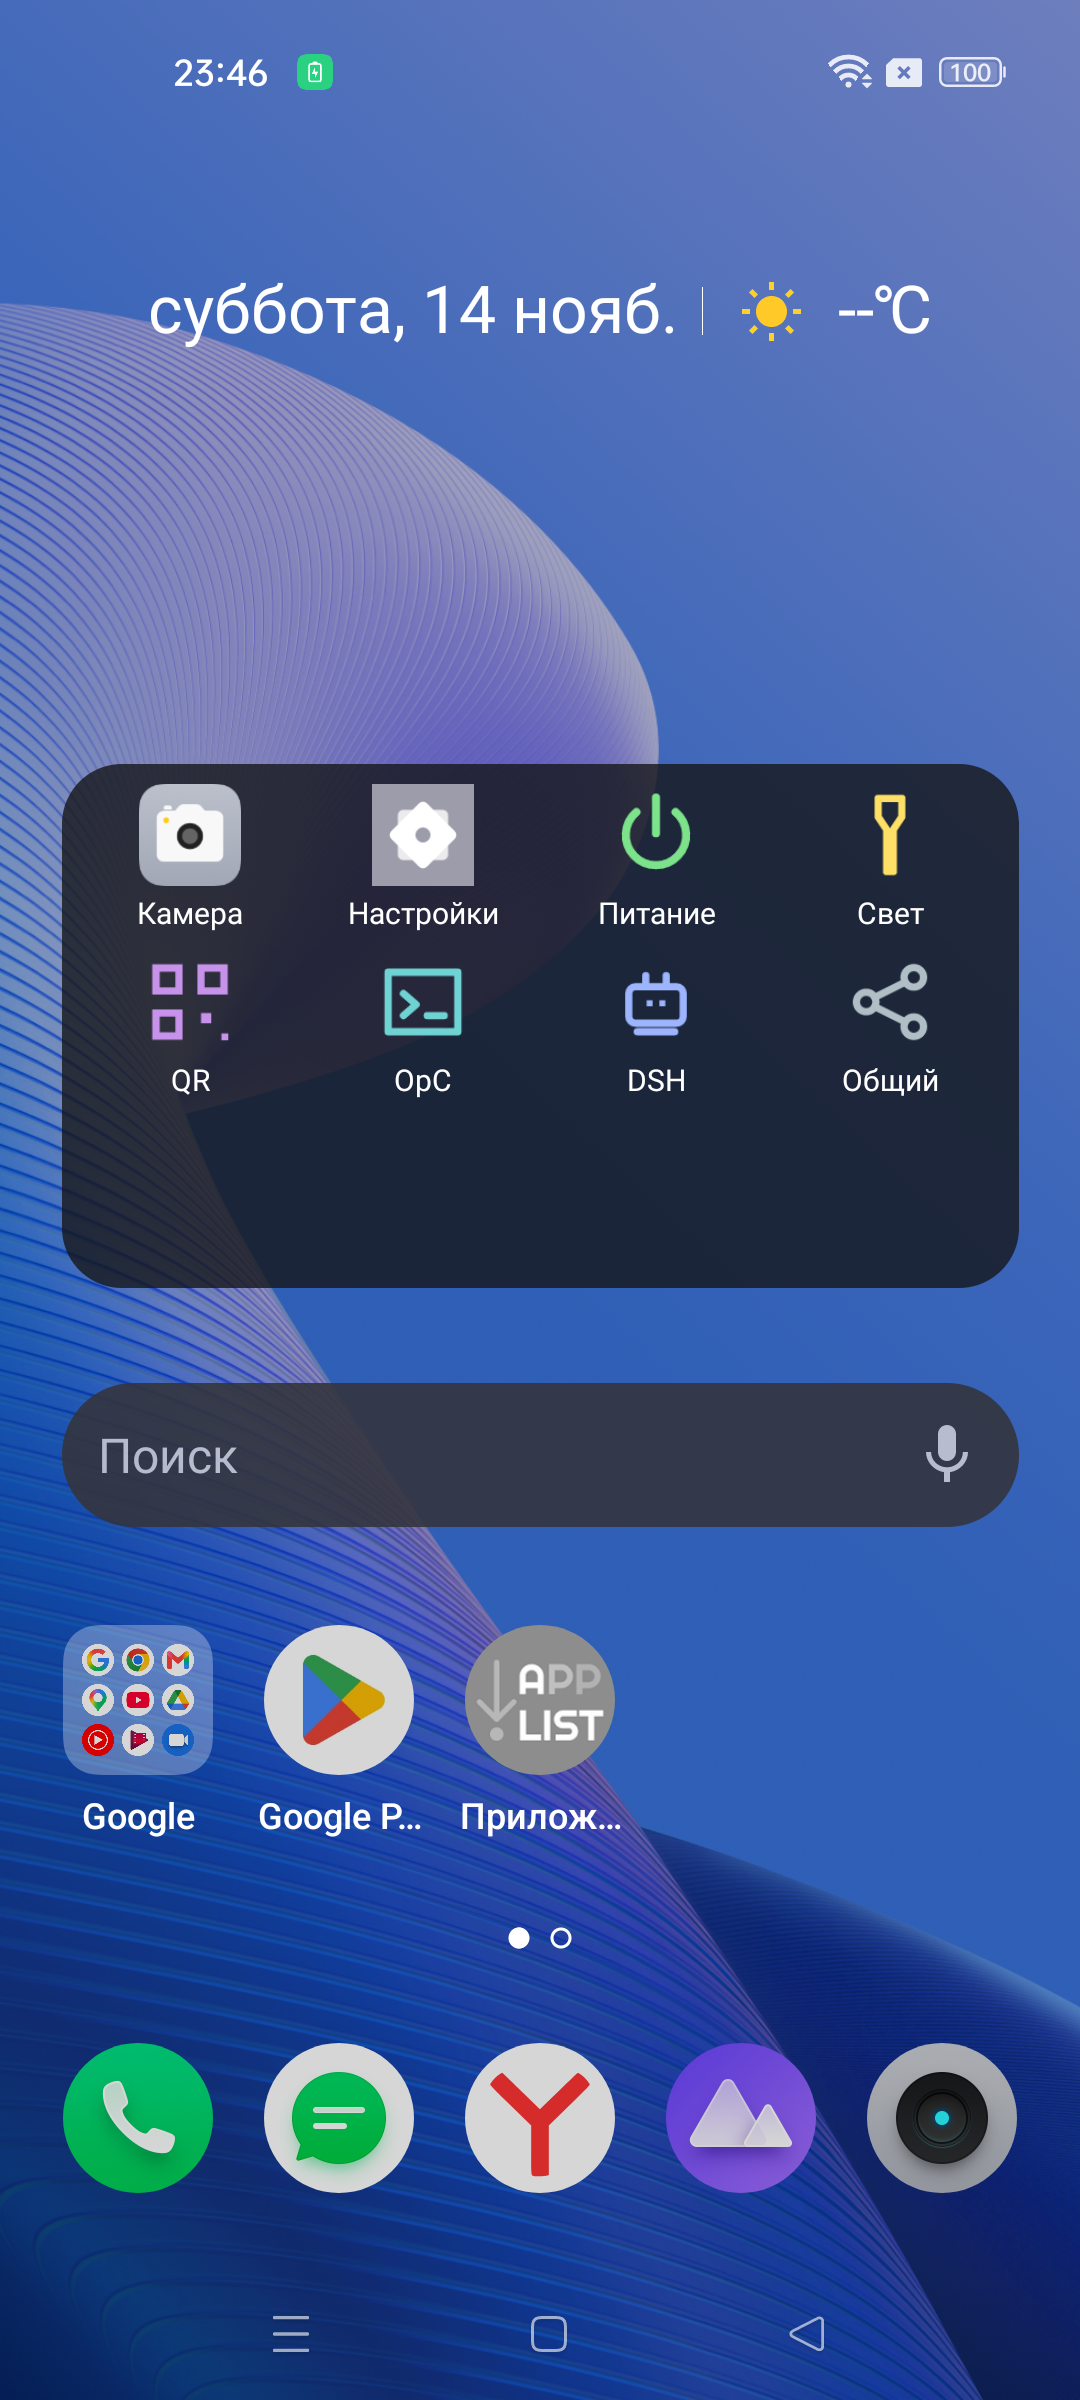 23:46
100
суббота, 14 нояб. --°C
Камера Настройки Питание Свет
QR OpC DSH Общий
Поиск
APP
LIST
Google Google P... Прилож...